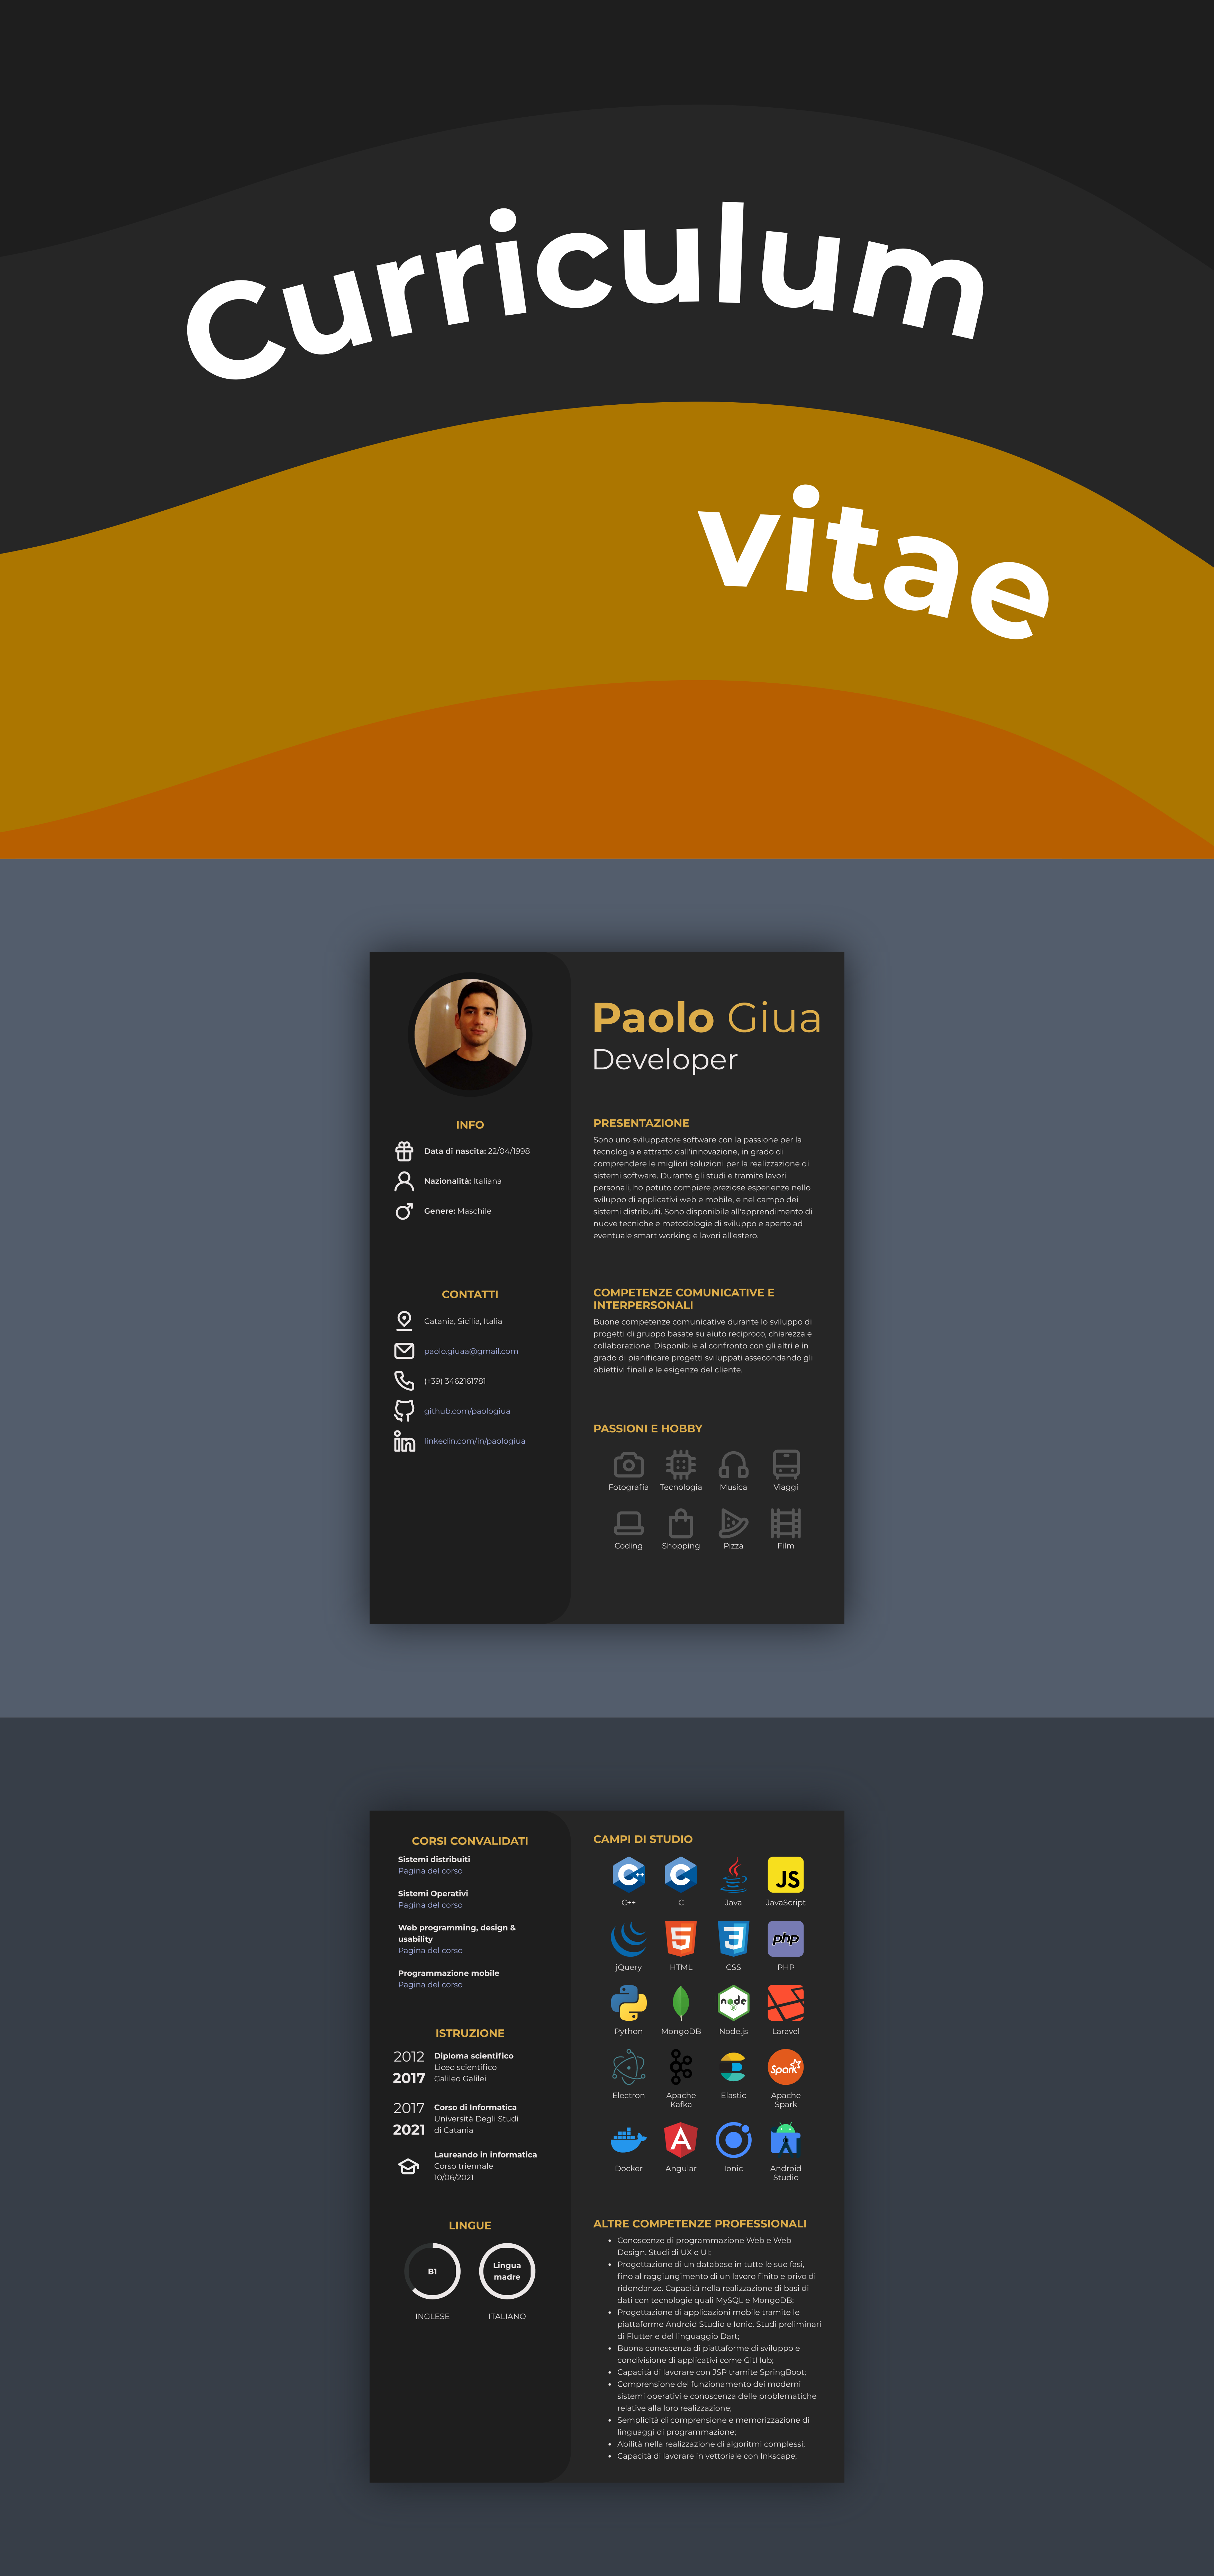 Curriculum
vitae
Paolo Giua
Developer
INFO
Data di nascita: 22/04/1998
Nazionalità: Italiana
Genere: Maschile
CONTATTI
Catania, Sicilia, Italia
paolo.giuaa@gmail.com
(+39) 3462161781
github.com/paologiua
linkedin.com/in/paologiua
PRESENTAZIONE
Sono uno sviluppatore software con la passione per la
tecnologia e attratto dall'innovazione, in grado di
comprendere le migliori soluzioni per la realizzazione di
sistemi software. Durante gli studi e tramite lavori
personali, ho potuto compiere preziose esperienze nello
sviluppo di applicativi web e mobile, e nel campo dei
sistemi distribuiti. Sono disponibile all'apprendimento di
nuove tecniche e metodologie di sviluppo e aperto ad
eventuale smart working e lavori all'estero.
COMPETENZE COMUNICATIVE E
INTERPERSONALI
Buone competenze comunicative durante lo sviluppo di
progetti di gruppo basate su aiuto reciproco, chiarezza e
collaborazione. Disponibile al confronto con gli altri e in
grado di pianificare progetti sviluppati assecondando gli
obiettivi finali e le esigenze del cliente.
PASSIONI E HOBBY
Fotografia Tecnologia Musica Viaggi
Coding Shopping Pizza Film
CORSI CONVALIDATI
Sistemi distribuiti
Pagina del corso
Sistemi Operativi
Pagina del corso
Web programming, design &
usability
Pagina del corso
Programmazione mobile
Pagina del corso
ISTRUZIONE
2012
2017
Diploma scientifico
Liceo scientifico
Galileo Galilei
2017
2021
Corso di Informatica
Università Degli Studi
di Catania
Laureando in informatica
Corso triennale
10/06/2021
LINGUE
B1
INGLESE
Lingua
madre
ITALIANO
CAMPI DI STUDIO
C++ C Java JavaScript
jQuery HTML CSS PHP
Python MongoDB Node.js Laravel
Electron Apache Kafka Elastic Apache Spark
Docker Angular Ionic Android Studio
ALTRE COMPETENZE PROFESSIONALI
• Conoscenze di programmazione Web e Web
Design. Studi di UX e UI;
• Progettazione di un database in tutte le sue fasi,
fino al raggiungimento di un lavoro finito e privo di
ridondanze. Capacità nella realizzazione di basi di
dati con tecnologie quali MySQL e MongoDB;
• Progettazione di applicazioni mobile tramite le
piattaforme Android Studio e Ionic. Studi preliminari
di Flutter e del linguaggio Dart;
• Buona conoscenza di piattaforme di sviluppo e
condivisione di applicativi come GitHub;
• Capacità di lavorare con JSP tramite SpringBoot;
• Comprensione del funzionamento dei moderni
sistemi operativi e conoscenza delle problematiche
relative alla loro realizzazione;
• Semplicità di comprensione e memorizzazione di
linguaggi di programmazione;
• Abilità nella realizzazione di algoritmi complessi;
• Capacità di lavorare in vettoriale con Inkscape;